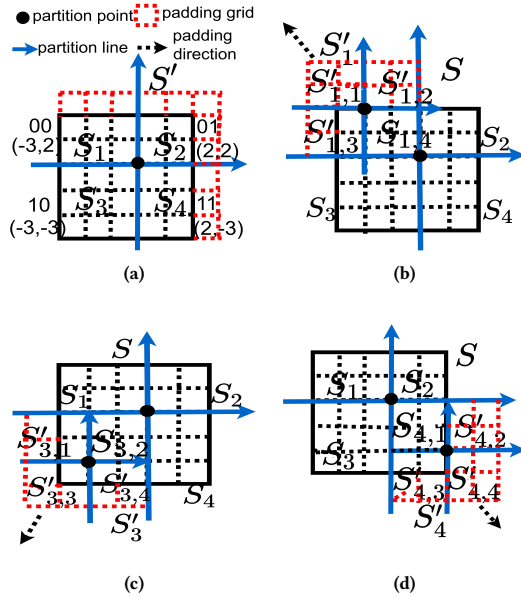 partition point padding grid
partition line padding direction
S'
00 S₁ S₂ 01
(-3,2) (2,2)
10 S₃ S₄ 11
(-3,-3) (2,-3)
(a)
S'₁ S
S'₁,₁ S'₁,₂
S'₁,₃ S₁,₄ S₂
S₃ S₄
(b)
S
S₁ S₂
S'₃,₁ S₃,₂
S'₃,₃ S'₃,₄ S₄
S'₃
(c)
S
S₁ S₂
S₃ S₄,₁ S'₄,₂
S'₄,₃ S'₄,₄
S'₄
(d)